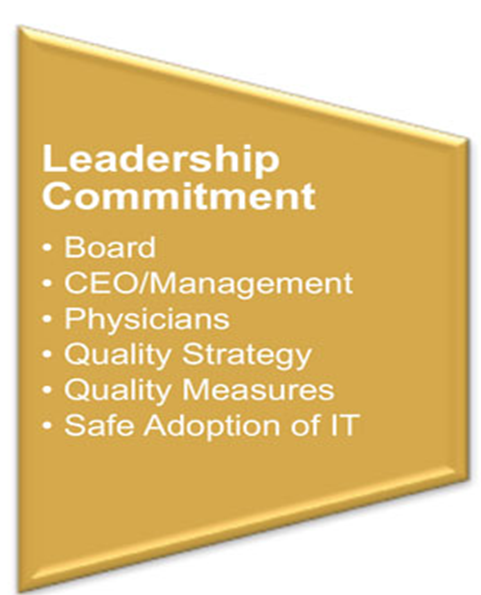 Leadership
Commitment
• Board
• CEO/Management
• Physicians
• Quality Strategy
• Quality Measures
• Safe Adoption of IT